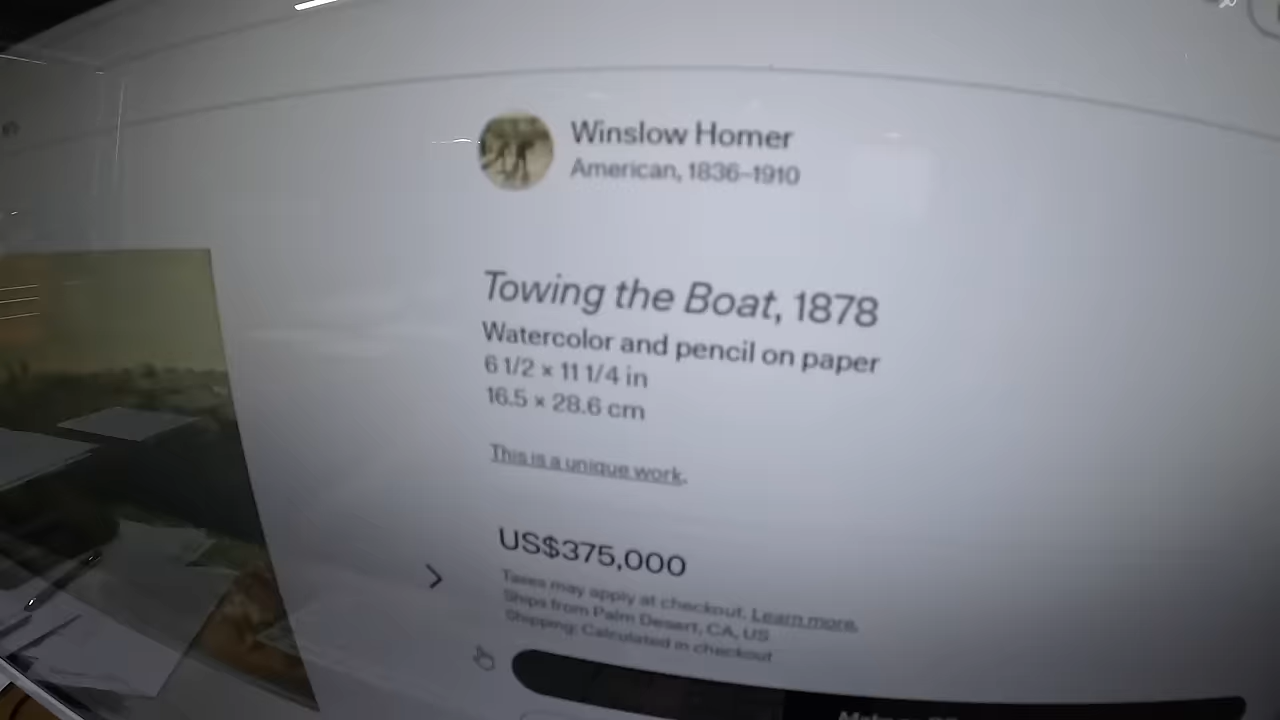 Winslow Homer
American, 1836–1910
Towing the Boat, 1878
Watercolor and pencil on paper
6 1/2 × 11 1/4 in
16.5 × 28.6 cm
This is a unique work.
US$375,000
Taxes may apply at checkout. Learn more.
Ships from Palm Desert, CA, US
Shipping: Calculated in checkout